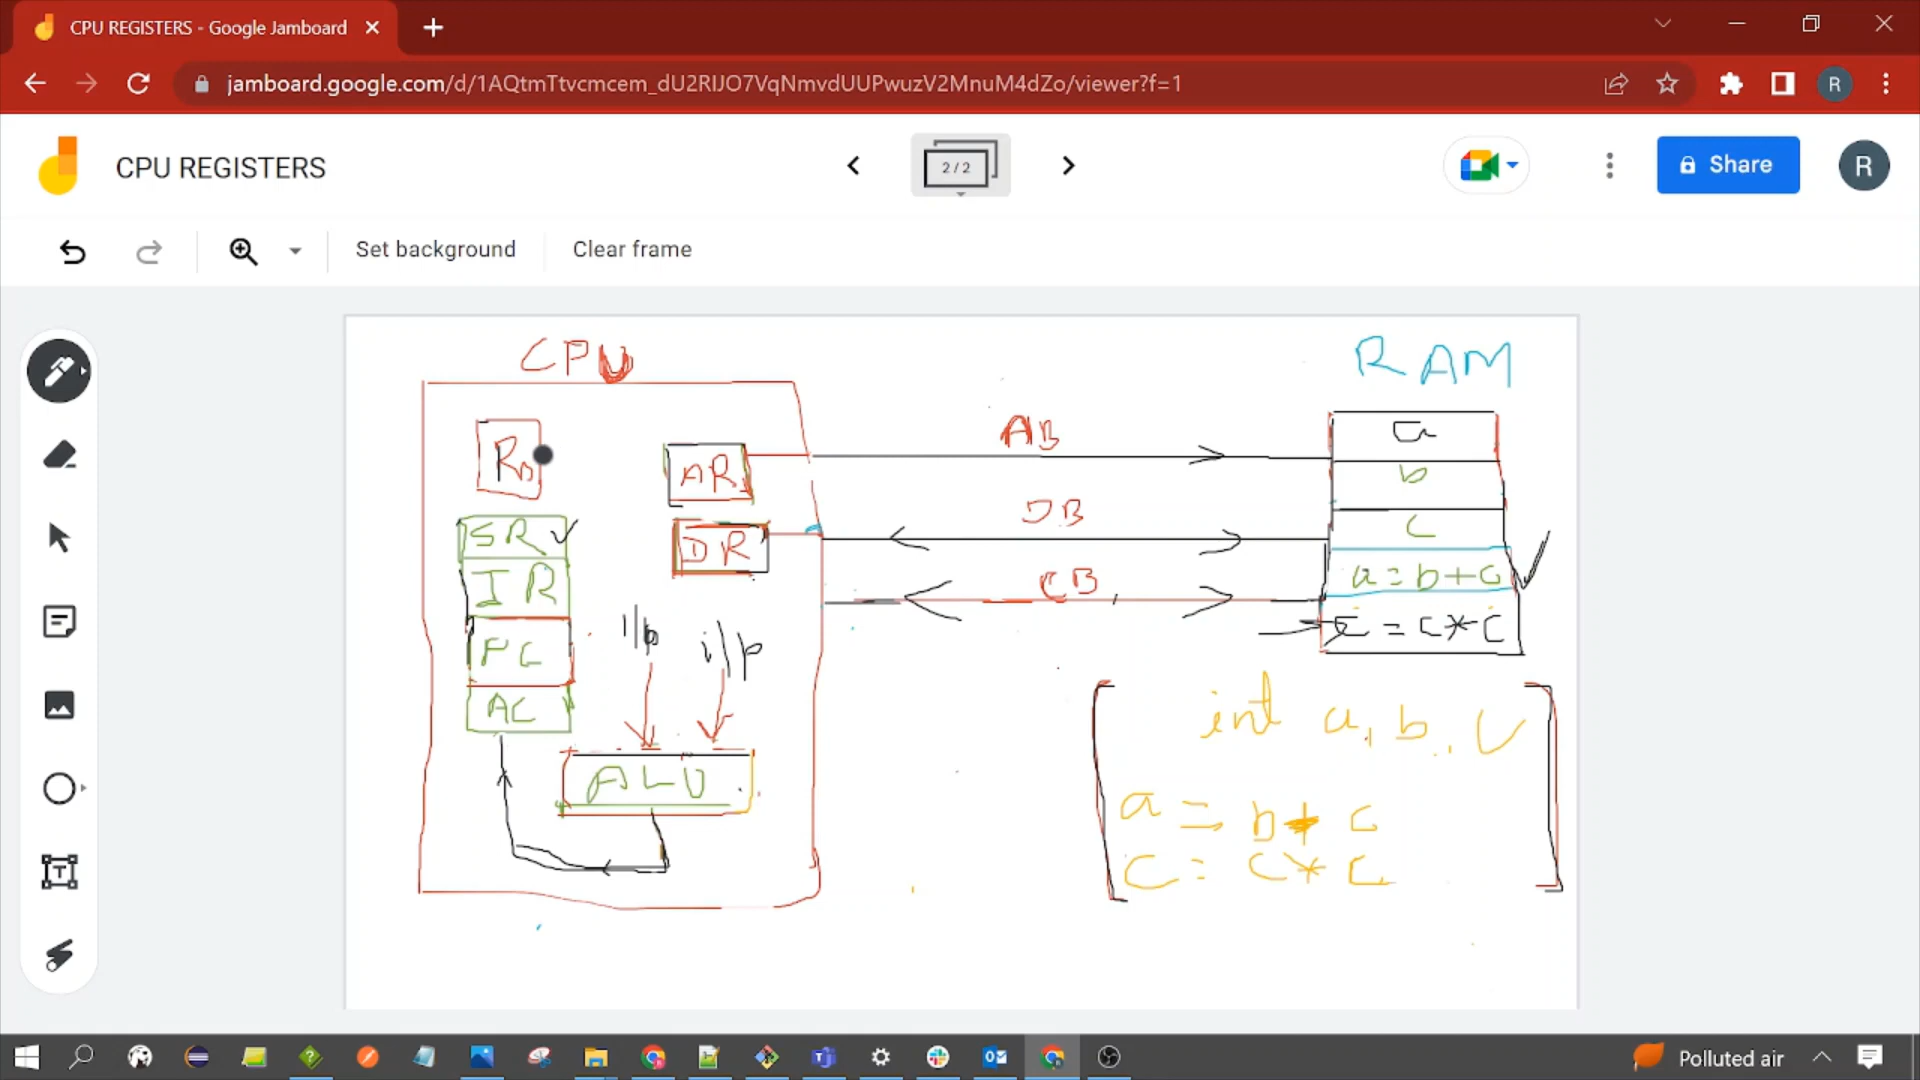 CPU REGISTERS - Google Jamboard
jamboard.google.com/d/1AQtmTtvcmcem_dU2RIJO7VqNmvdUUPwuzV2MnuM4dZo/viewer?f=1
R
CPU REGISTERS
2 / 2
Share
R
Set background
Clear frame
CPU
RAM
AB
a
AR
b
DB
SR
c
DR
IR
CB
a = b + c
i/p
i/p
= c * c
PC
AC
int a, b,
ALU
a = b + c
C = C * C
Polluted air